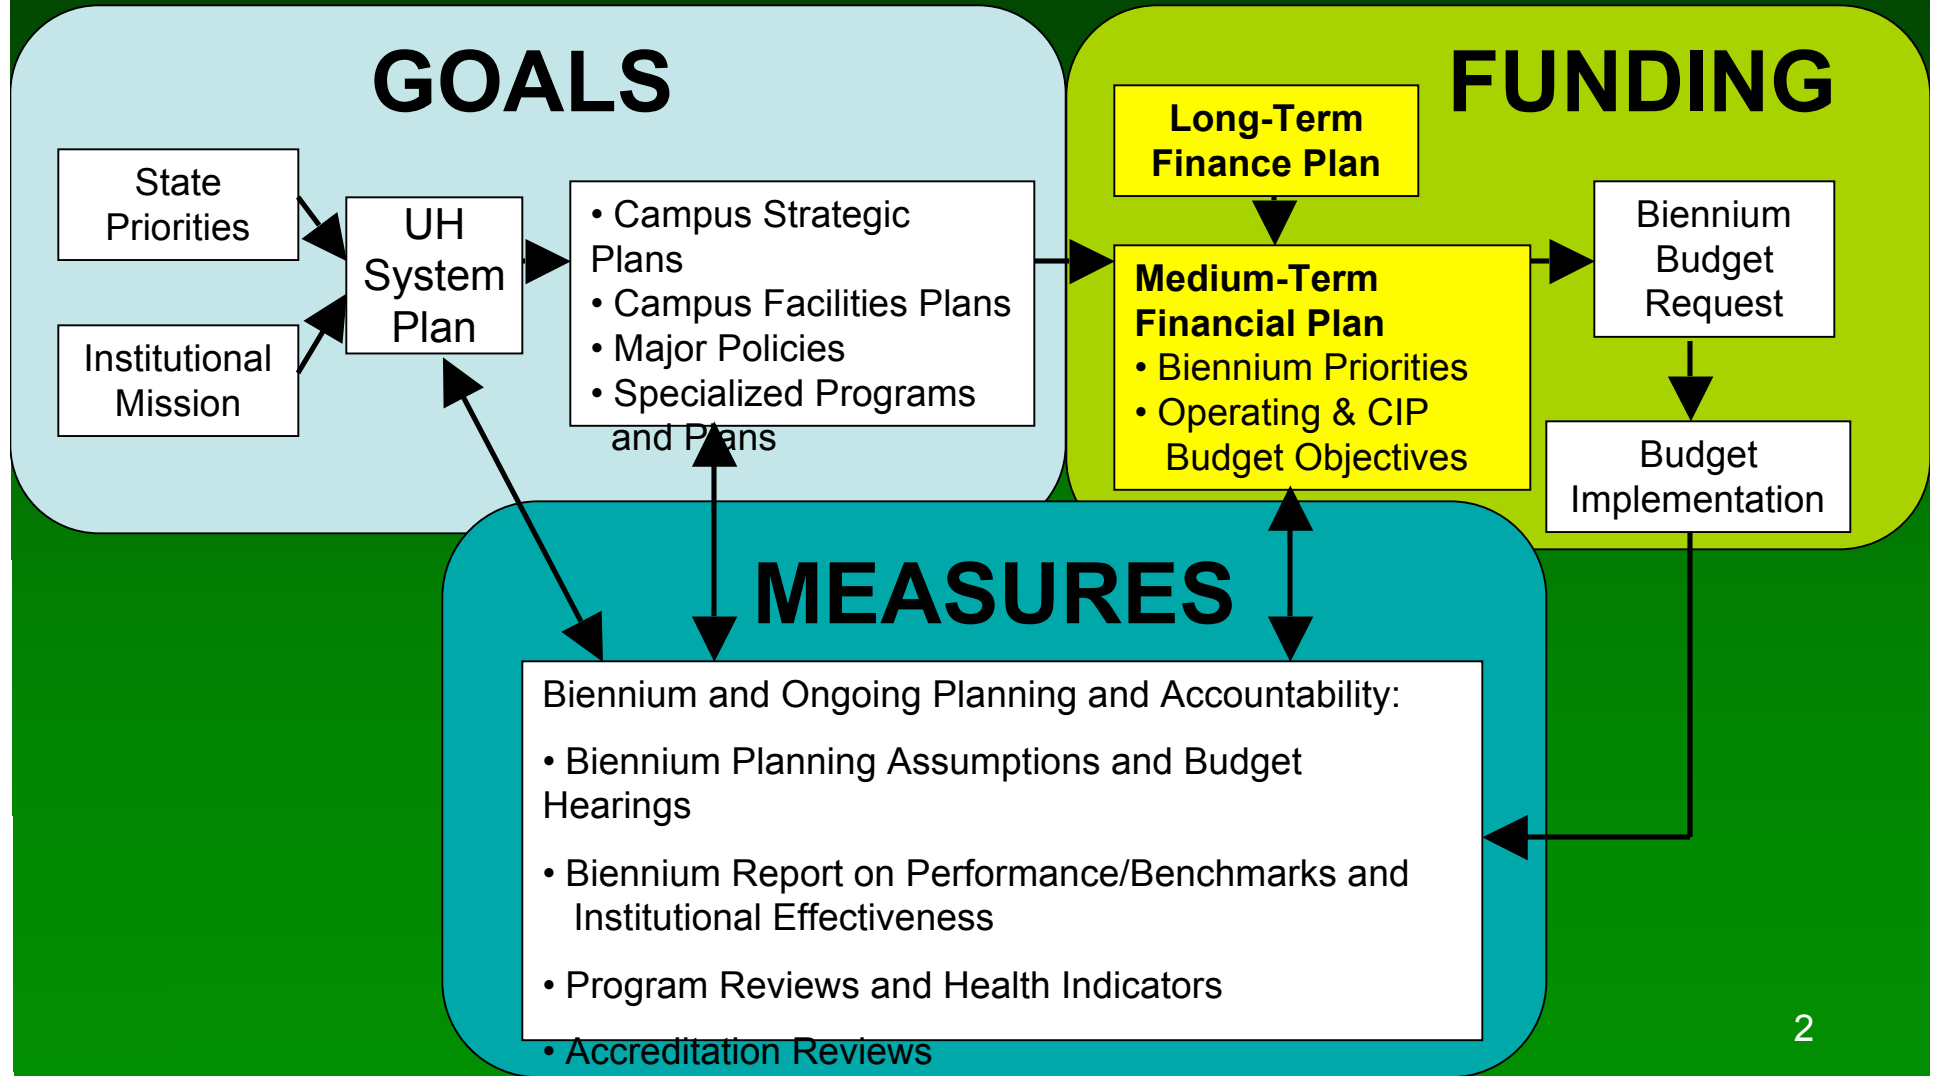 GOALS
State
Priorities
Institutional
Mission
UH
System
Plan
• Campus Strategic
Plans
• Campus Facilities Plans
• Major Policies
• Specialized Programs
and Plans
FUNDING
Long-Term
Finance Plan
Medium-Term
Financial Plan
• Biennium Priorities
• Operating & CIP
Budget Objectives
Biennium
Budget
Request
Budget
Implementation
MEASURES
Biennium and Ongoing Planning and Accountability:
• Biennium Planning Assumptions and Budget
Hearings
• Biennium Report on Performance/Benchmarks and
Institutional Effectiveness
• Program Reviews and Health Indicators
• Accreditation Reviews
2